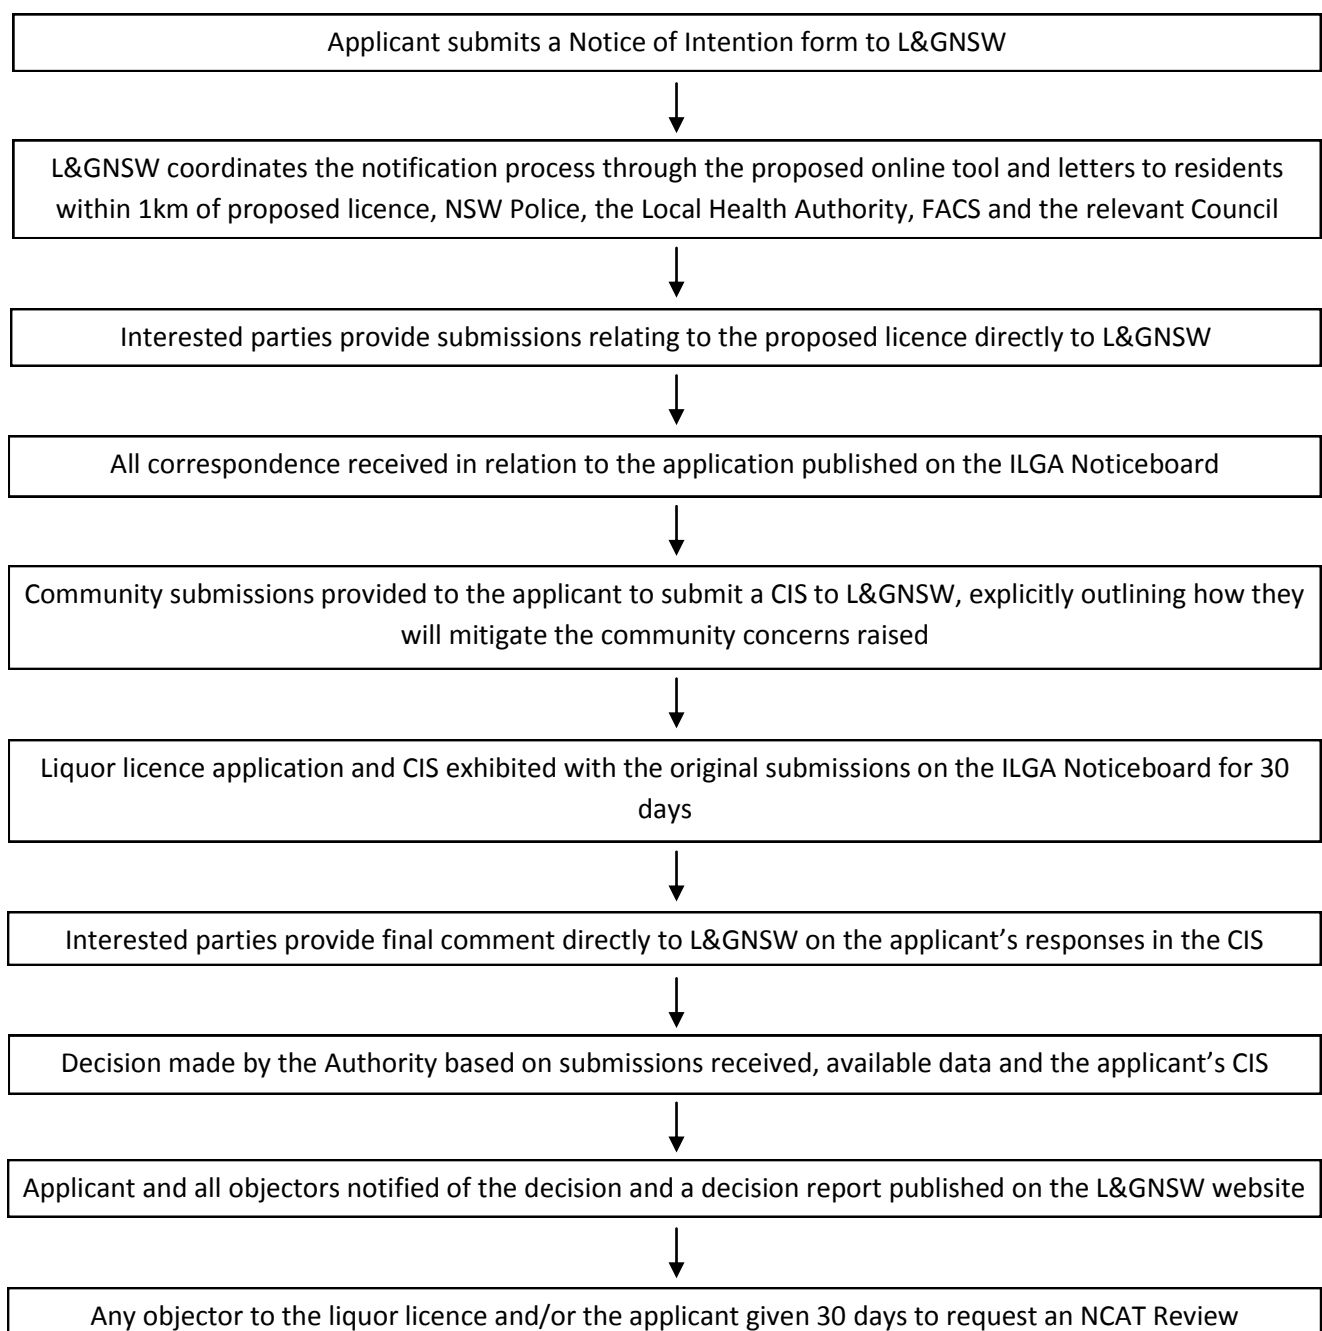 Applicant submits a Notice of Intention form to L&GNSW
L&GNSW coordinates the notification process through the proposed online tool and letters to residents
within 1km of proposed licence, NSW Police, the Local Health Authority, FACS and the relevant Council
Interested parties provide submissions relating to the proposed licence directly to L&GNSW
All correspondence received in relation to the application published on the ILGA Noticeboard
Community submissions provided to the applicant to submit a CIS to L&GNSW, explicitly outlining how they
will mitigate the community concerns raised
Liquor licence application and CIS exhibited with the original submissions on the ILGA Noticeboard for 30
days
Interested parties provide final comment directly to L&GNSW on the applicant’s responses in the CIS
Decision made by the Authority based on submissions received, available data and the applicant’s CIS
Applicant and all objectors notified of the decision and a decision report published on the L&GNSW website
Any objector to the liquor licence and/or the applicant given 30 days to request an NCAT Review